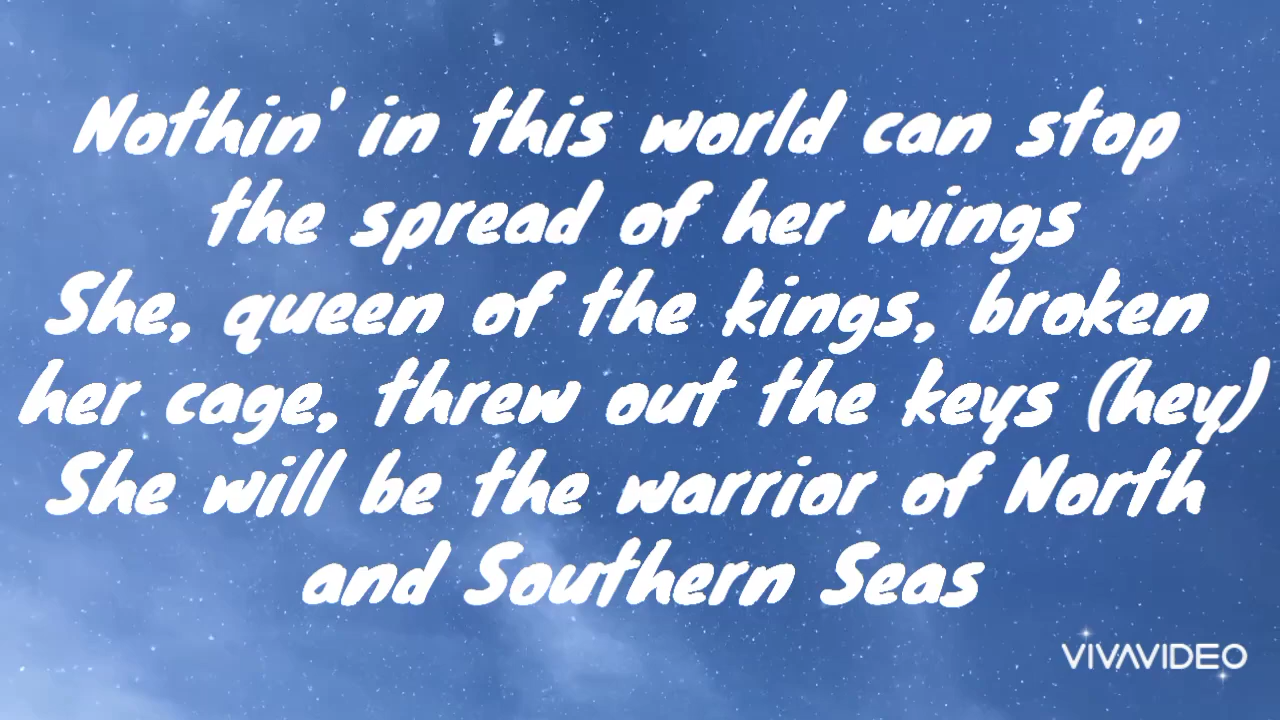 Nothin' in this world can stop
the spread of her wings
She, queen of the kings, broken
her cage, threw out the keys (hey)
She will be the warrior of North
and Southern Seas
VIVAVIDEO